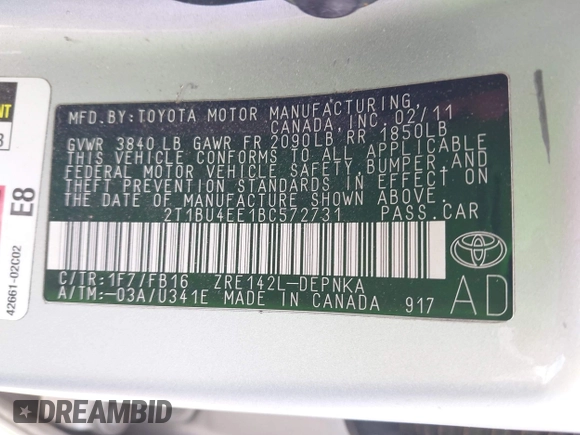 MFD.BY:TOYOTA MOTOR MANUFACTURING,
CANADA,INC. 02/11
GVWR 3840 LB GAWR FR 2090LB RR 1850LB
THIS VEHICLE CONFORMS TO ALL APPLICABLE
FEDERAL MOTOR VEHICLE SAFETY,BUMPER,AND
THEFT PREVENTION STANDARDS IN EFFECT ON
THE DATE OF MANUFACTURE SHOWN ABOVE.
2T1BU4EE1BC572731 PASS.CAR
C/TR:1F7/FB16 ZRE142L-DEPNKA
A/TM:-03A/U341E MADE IN CANADA 917
AD
E8
42661-02C02
DREAMBID